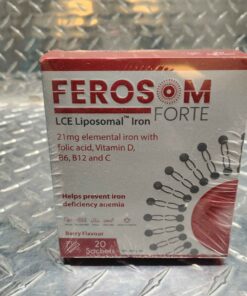 FEROSOM
FORTE
LCE Liposomal™ Iron
21mg elemental iron with
folic acid, Vitamin D,
B6, B12 and C
Helps prevent iron
deficiency anemia
Berry Flavour
20
Sachets